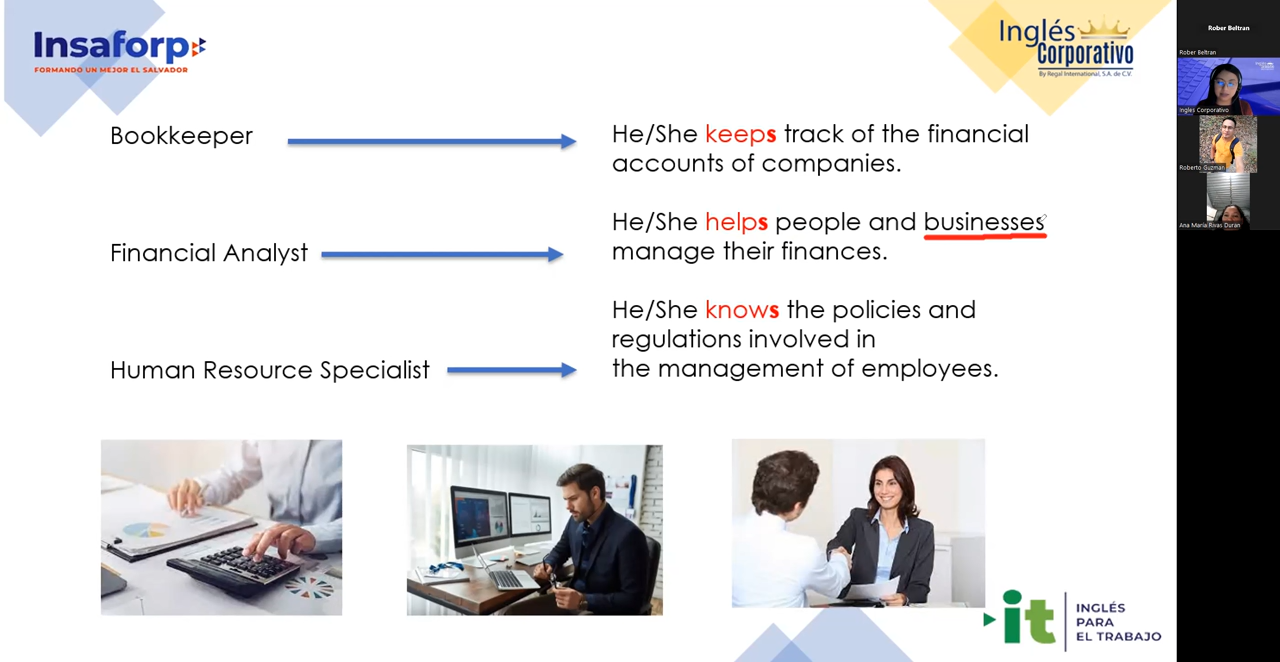 Insaforp
FORMANDO UN MEJOR EL SALVADOR
Inglés
Corporativo
By Regal International, S.A. de C.V.
Bookkeeper
He/She keeps track of the financial
accounts of companies.
Financial Analyst
He/She helps people and businesses
manage their finances.
Human Resource Specialist
He/She knows the policies and
regulations involved in
the management of employees.
it
INGLÉS
PARA
EL TRABAJO
Rober Beltran
Rober Beltran
Inglés Corporativo
Roberto Guzman
Ana María Rivas Duran